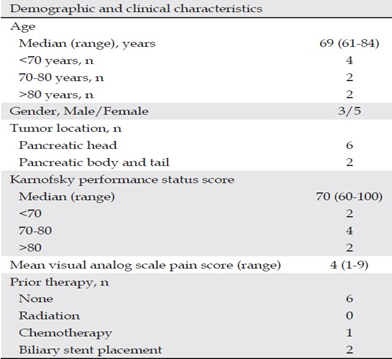 Demographic and clinical characteristics
Age
Median (range), years 69 (61-84)
<70 years, n 4
70-80 years, n 2
>80 years, n 2
Gender, Male/Female 3/5
Tumor location, n
Pancreatic head 6
Pancreatic body and tail 2
Karnofsky performance status score
Median (range) 70 (60-100)
<70 2
70-80 4
>80 2
Mean visual analog scale pain score (range) 4 (1-9)
Prior therapy, n
None 6
Radiation 0
Chemotherapy 1
Biliary stent placement 2